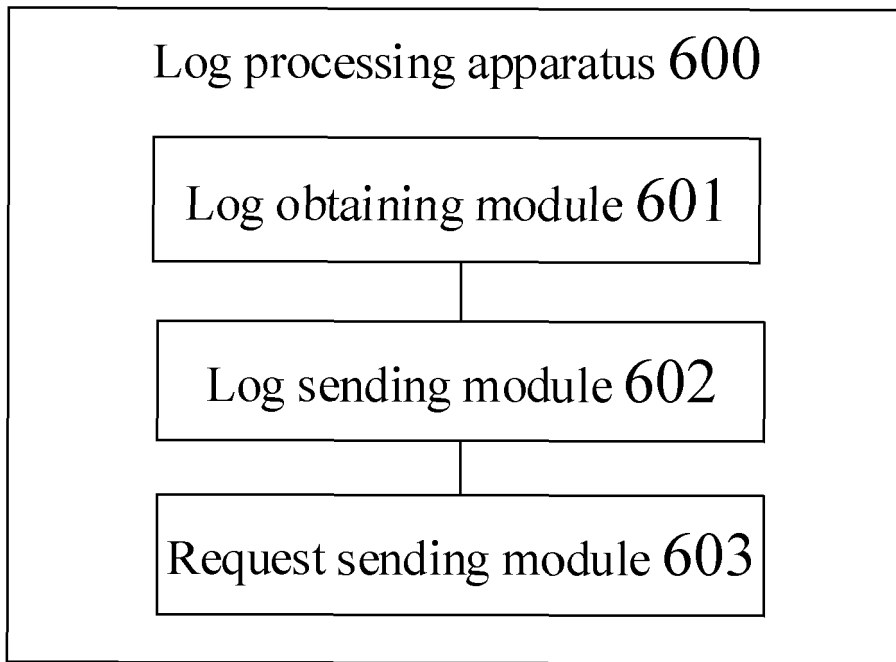 Log processing apparatus 600
Log obtaining module 601
Log sending module 602
Request sending module 603